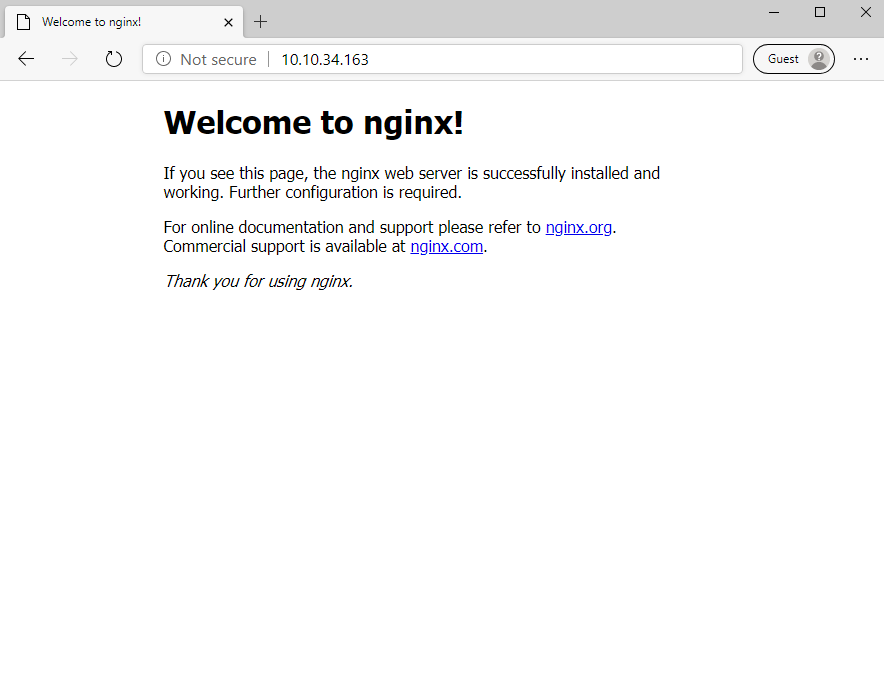 Welcome to nginx!
Not secure 10.10.34.163 Guest
Welcome to nginx!
If you see this page, the nginx web server is successfully installed and
working. Further configuration is required.
For online documentation and support please refer to nginx.org.
Commercial support is available at nginx.com.
Thank you for using nginx.